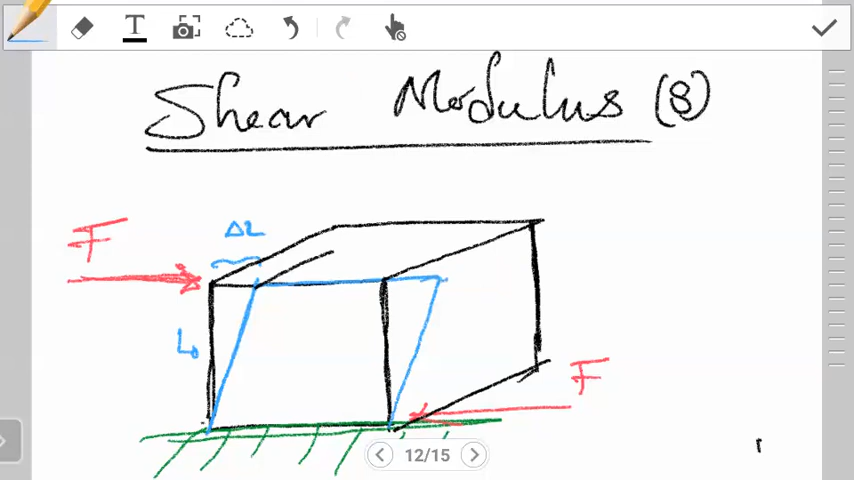 T
Shear Modulus (S)
F
ΔL
L₀
F
12/15